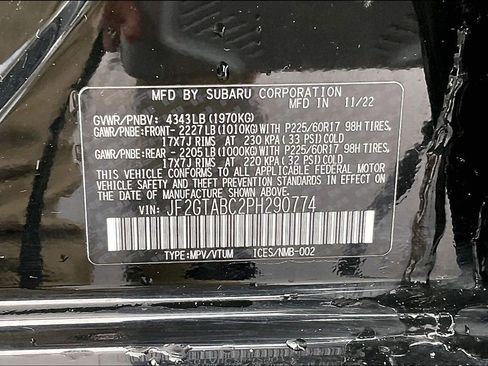 MFD BY SUBARU CORPORATION
MFD IN 11/22
GVWR/PNBV: 4343LB (1970KG)
GAWR/PNBE: FRONT- 2227LB (1010KG) WITH P225/60R17 98H TIRES,
17X7J RIMS AT 230 KPA (33 PSI) COLD
GAWR/PNBE: REAR - 2205LB (1000KG) WITH P225/60R17 98H TIRES,
17X7J RIMS AT 220 KPA (32 PSI) COLD
THIS VEHICLE CONFORMS TO ALL APPLICABLE FEDERAL MOTOR
VEHICLE SAFETY, BUMPER, AND THEFT PREVENTION STANDARDS
IN EFFECT ON THE DATE OF MANUFACTURE SHOWN ABOVE.
VIN: JF2GTABC2PH290774
TYPE:MPV/VTUM ICES/NMB-002